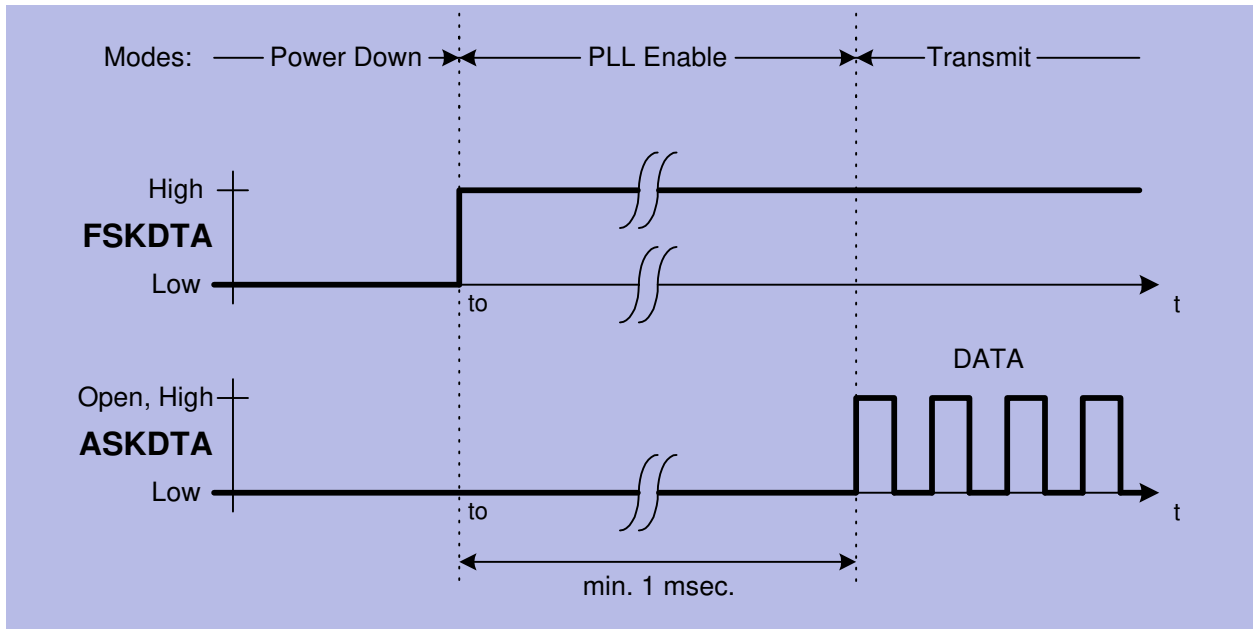 Modes: Power Down PLL Enable Transmit
High
FSKDTA
Low
to
t
DATA
Open, High
ASKDTA
Low
to
t
min. 1 msec.